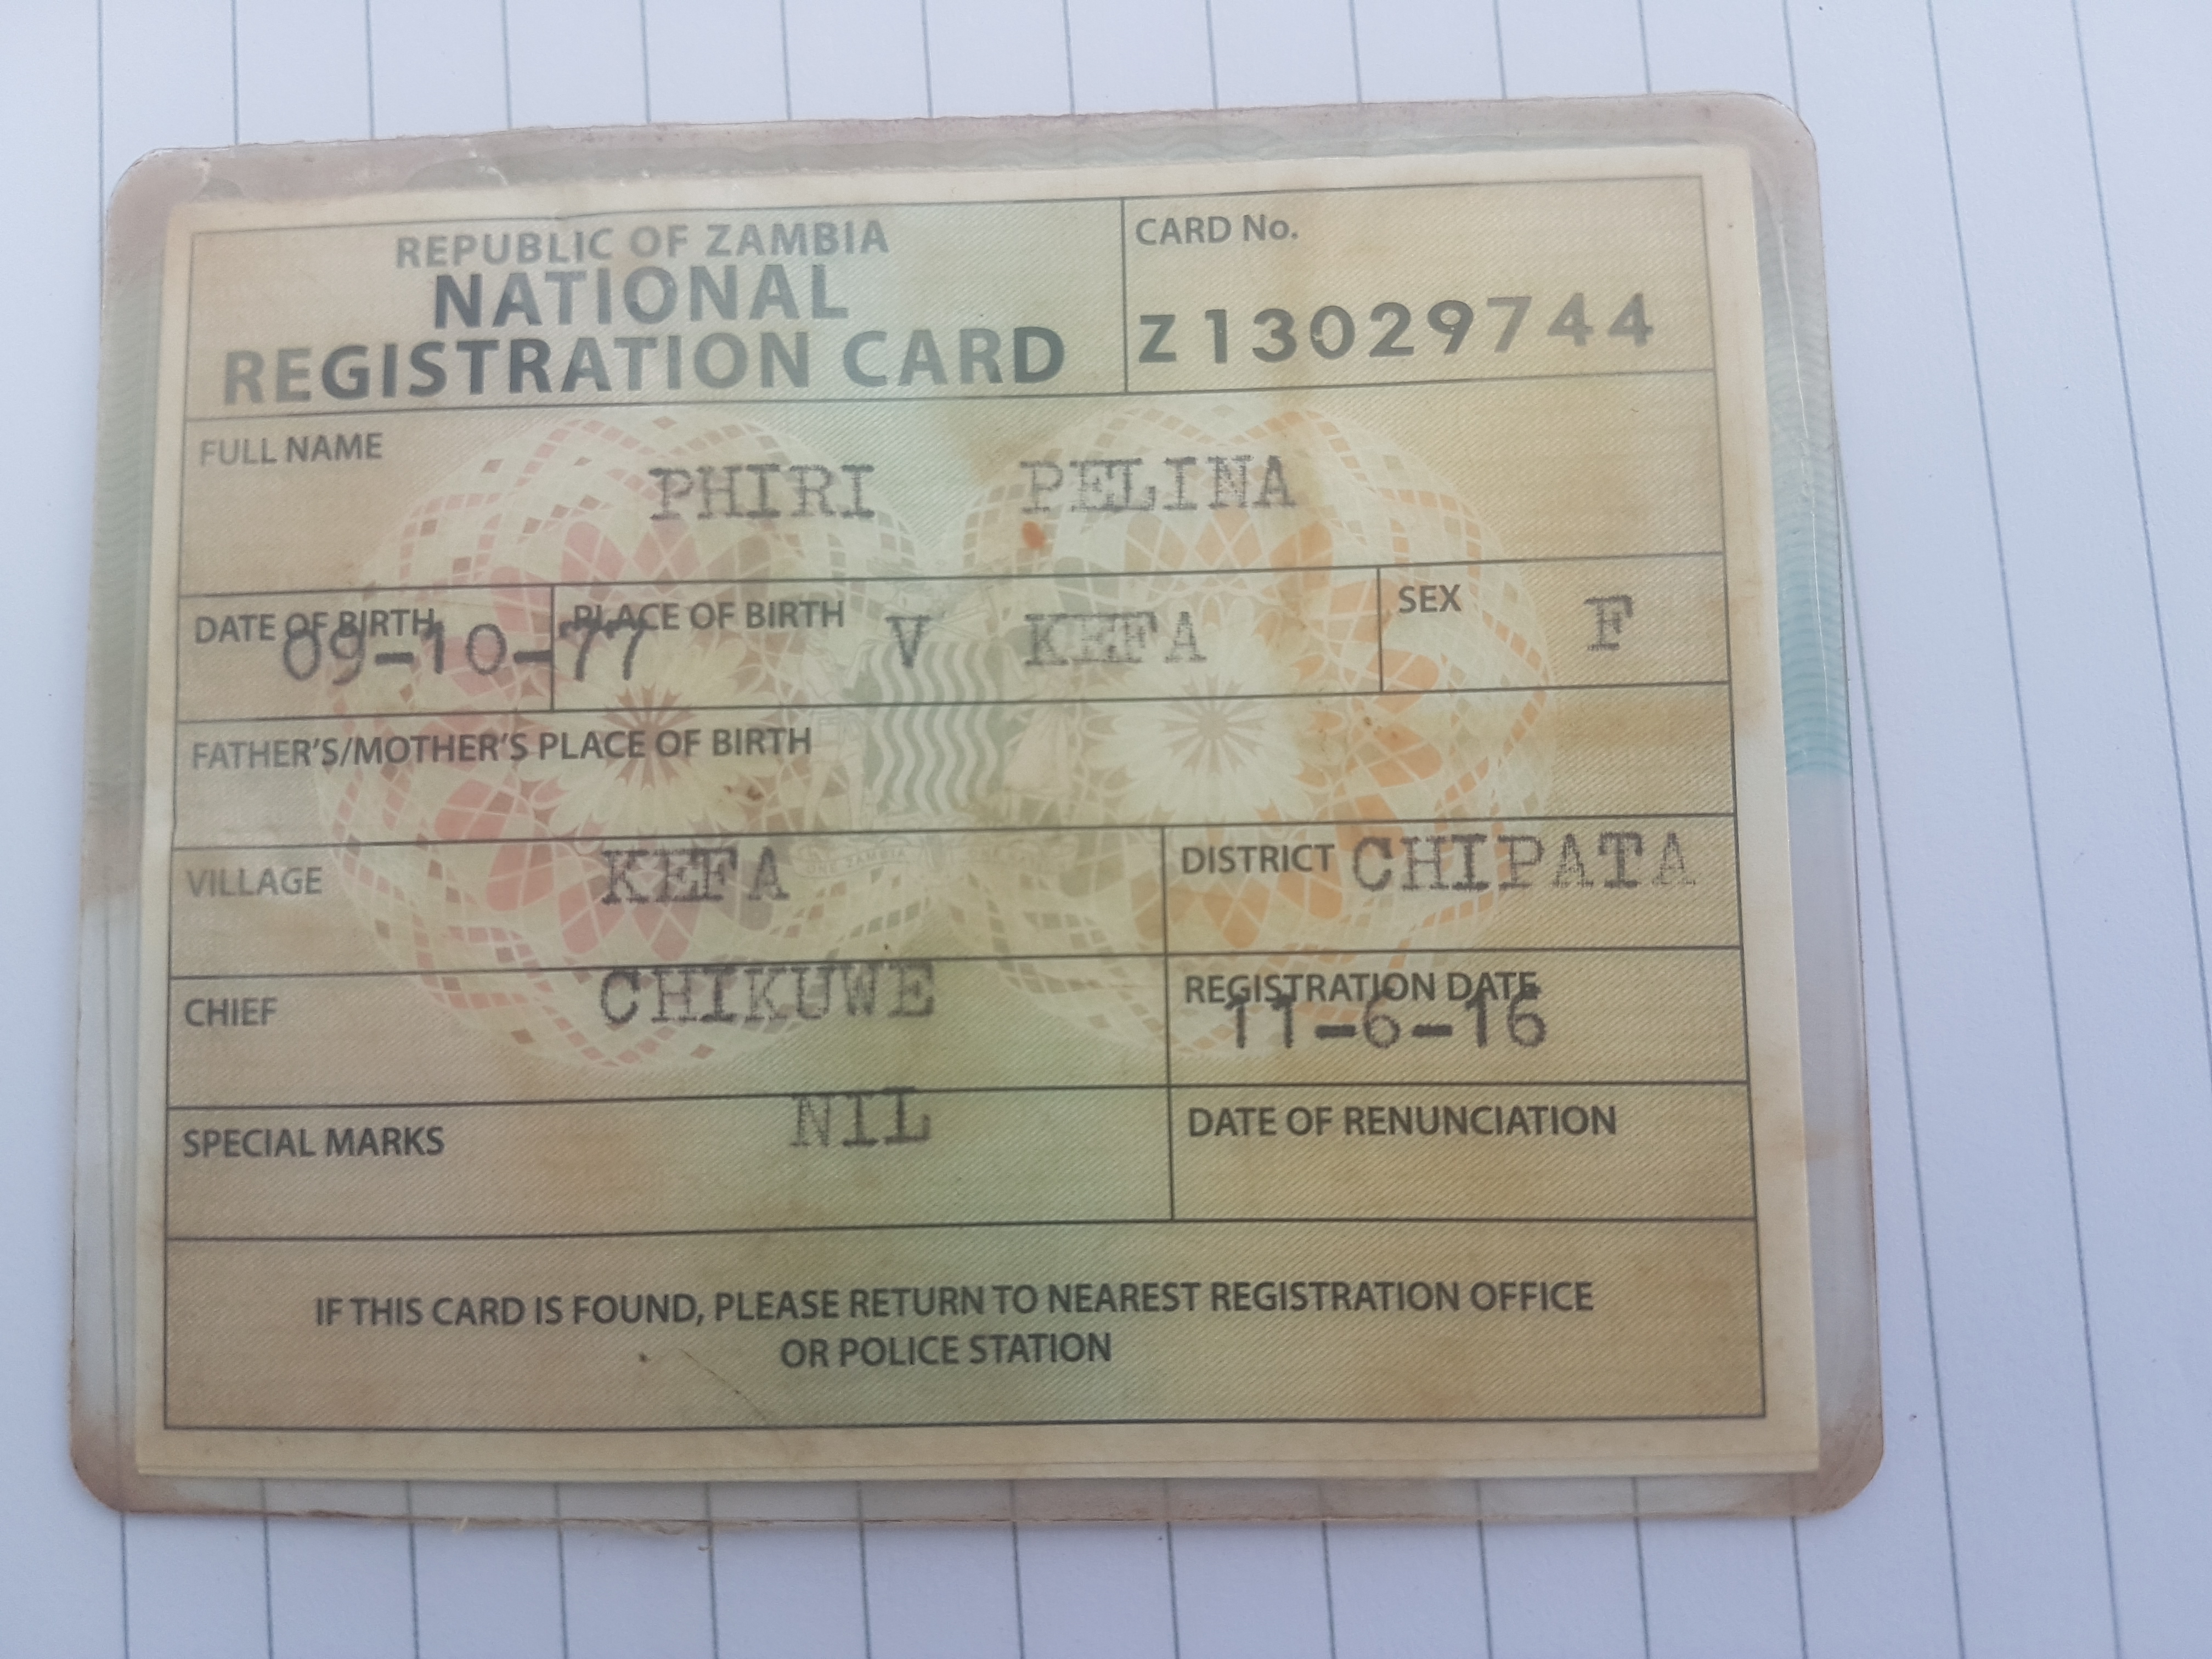 REPUBLIC OF ZAMBIA
NATIONAL
REGISTRATION CARD
CARD No.
Z13029744
FULL NAME
PHIRI PELINA
DATE OF BIRTH
09-10-77
PLACE OF BIRTH
V KEFA
SEX
F
FATHER'S/MOTHER'S PLACE OF BIRTH
VILLAGE
KEFA
DISTRICT
CHIPATA
CHIEF
CHIKUWE
REGISTRATION DATE
11-6-16
SPECIAL MARKS
NIL
DATE OF RENUNCIATION
IF THIS CARD IS FOUND, PLEASE RETURN TO NEAREST REGISTRATION OFFICE
OR POLICE STATION